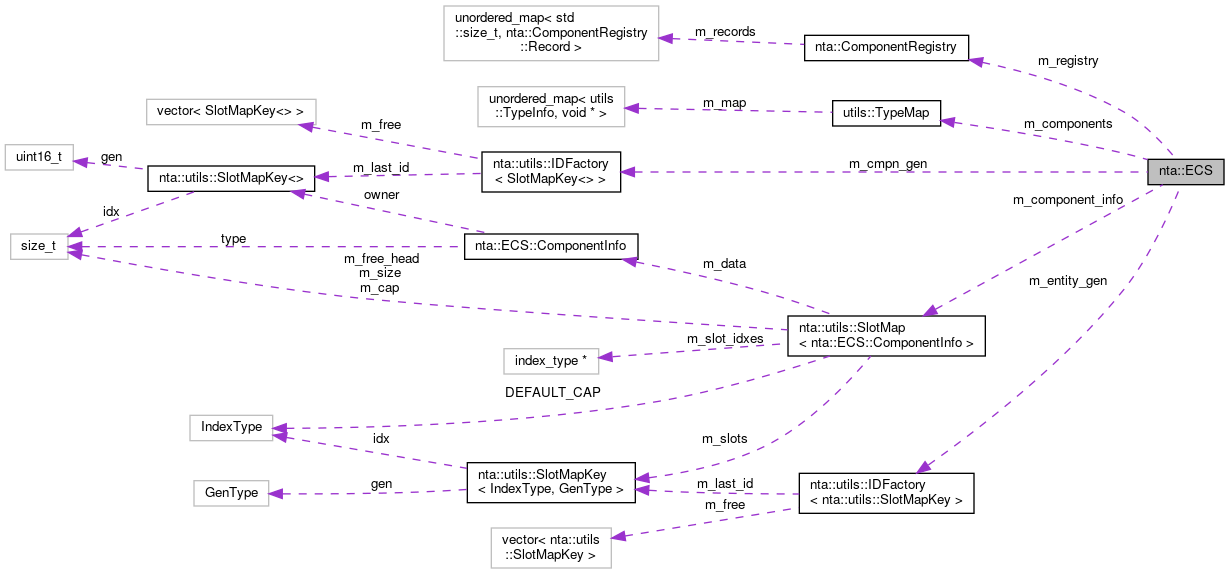 unordered_map< std
::size_t, nta::ComponentRegistry
::Record >
m_records
nta::ComponentRegistry
m_registry
unordered_map< utils
::TypeInfo, void * >
m_map
utils::TypeMap
m_components
vector< SlotMapKey<> >
m_free
uint16_t
gen
nta::utils::SlotMapKey<>
m_last_id
nta::utils::IDFactory
< SlotMapKey<> >
m_cmpn_gen
nta::ECS
idx
owner
m_component_info
size_t
type
nta::ECS::ComponentInfo
m_free_head
m_size
m_cap
m_data
m_entity_gen
nta::utils::SlotMap
< nta::ECS::ComponentInfo >
index_type *
m_slot_idxes
DEFAULT_CAP
IndexType
idx
m_slots
nta::utils::SlotMapKey
< IndexType, GenType >
GenType
gen
m_last_id
nta::utils::IDFactory
< nta::utils::SlotMapKey >
m_free
vector< nta::utils
::SlotMapKey >